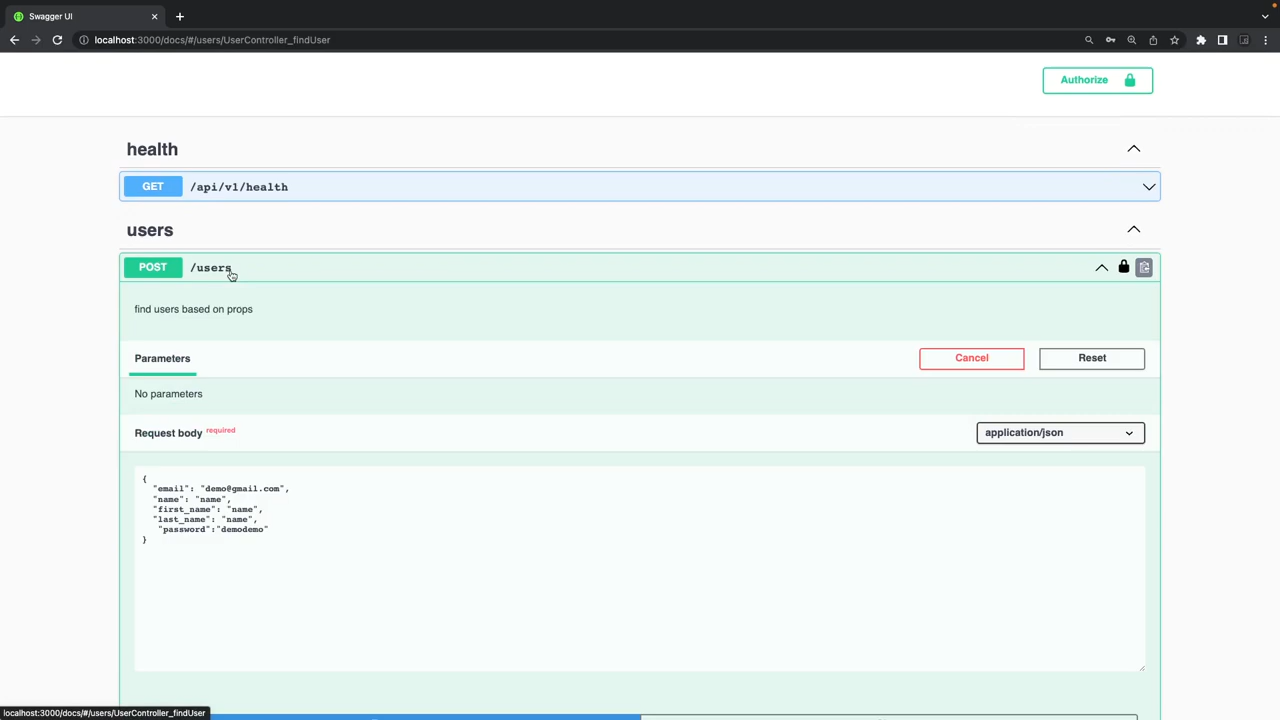 Swagger UI
localhost:3000/docs/#/users/UserController_findUser
Authorize
health
GET /api/v1/health
users
POST /users
find users based on props
Parameters
Cancel
Reset
No parameters
Request body required
application/json
{
"email": "demo@gmail.com",
"name": "name",
"first_name": "name",
"last_name": "name",
"password":"demodemo"
}
localhost:3000/docs/#/users/UserController_findUser